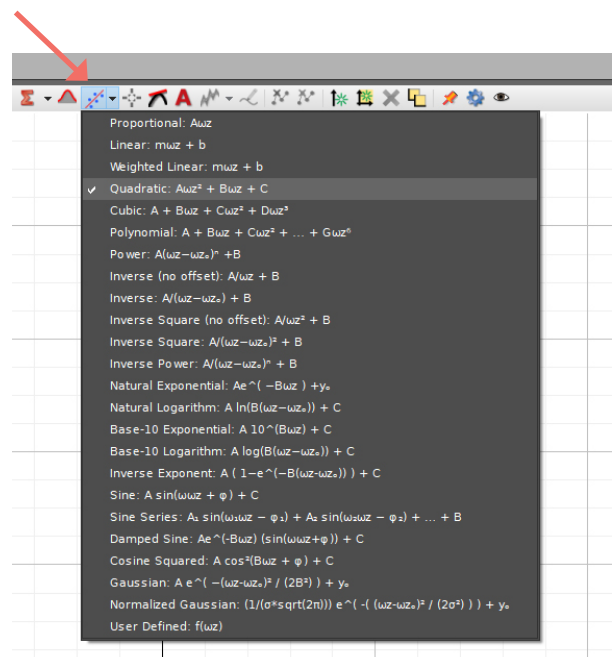 Σ
A
Proportional: Aωz
Linear: mωz + b
Weighted Linear: mωz + b
Quadratic: Aωz² + Bωz + C
Cubic: A + Bωz + Cωz² + Dωz³
Polynomial: A + Bωz + Cωz² + ... + Gωz⁶
Power: A(ωz−ωzₒ)ⁿ +B
Inverse (no offset): A/ωz + B
Inverse: A/(ωz−ωzₒ) + B
Inverse Square (no offset): A/ωz² + B
Inverse Square: A/(ωz−ωzₒ)² + B
Inverse Power: A/(ωz−ωzₒ)ⁿ + B
Natural Exponential: Ae^( −Bωz ) +yₒ
Natural Logarithm: A ln(B(ωz−ωzₒ)) + C
Base-10 Exponential: A 10^(Bωz) + C
Base-10 Logarithm: A log(B(ωz−ωzₒ)) + C
Inverse Exponent: A ( 1−e^(−B(ωz-ωzₒ)) ) + C
Sine: A sin(ωωz + φ) + C
Sine Series: A₁ sin(ω₁ωz − φ₁) + A₂ sin(ω₂ωz − φ₂) + ... + B
Damped Sine: Ae^(-Bωz) (sin(ωωz+φ)) + C
Cosine Squared: A cos²(Bωz + φ) + C
Gaussian: A e^( −(ωz-ωzₒ)² / (2B²) ) + yₒ
Normalized Gaussian: (1/(σ*sqrt(2π))) e^( -( (ωz-ωzₒ)² / (2σ²) ) ) + yₒ
User Defined: f(ωz)